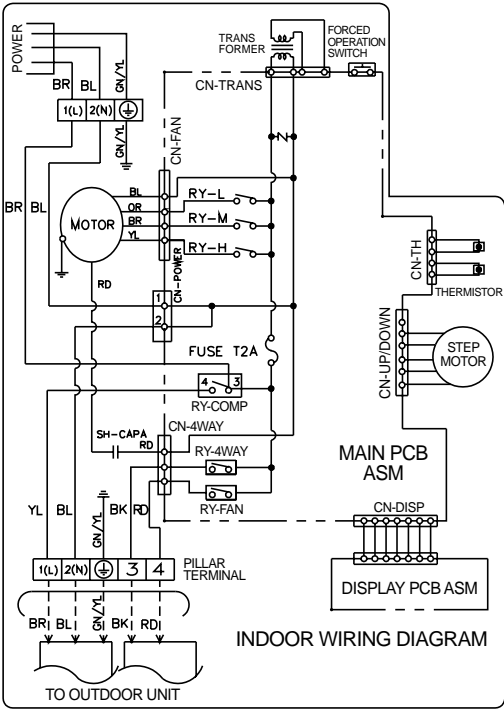 POWER
BR
BL
GN/YL
1(L)
2(N)
GN/YL
TRANS
FORMER
FORCED
OPERATION
SWITCH
CN-TRANS
CN-FAN
Z
BR
BL
MOTOR
BL
OR
BR
YL
RY-L
RY-M
RY-H
RD
CN-POWER
1
2
CN-TH
THERMISTOR
CN-UP/DOWN
STEP
MOTOR
FUSE T2A
4
3
RY-COMP
CN-4WAY
SH-CAPA
RD
RY-4WAY
RY-FAN
MAIN PCB
ASM
CN-DISP
DISPLAY PCB ASM
YL
BL
GN/YL
BK
RD
1(L)
2(N)
3
4
PILLAR
TERMINAL
BR
BL
GN/YL
BK
RD
TO OUTDOOR UNIT
INDOOR WIRING DIAGRAM